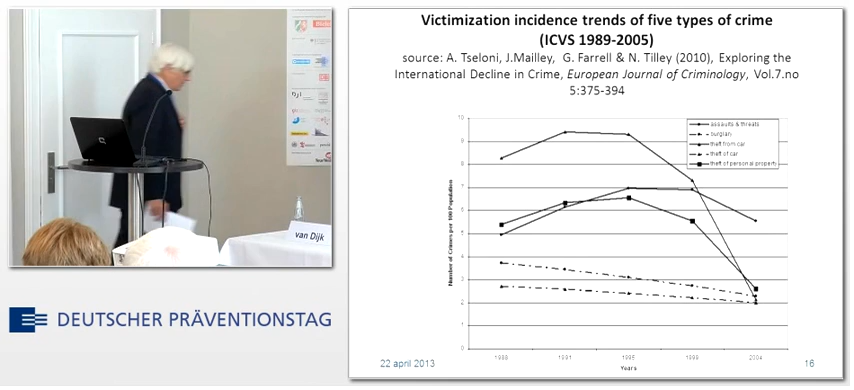 Victimization incidence trends of five types of crime
(ICVS 1989-2005)
source: A. Tseloni, J.Mailley, G. Farrell & N. Tilley (2010), Exploring the
International Decline in Crime, European Journal of Criminology, Vol.7.no
5:375-394
Number of Crimes per 100 Population
10
9
8
7
6
5
4
3
2
1
0
assaults & threats
burglary
theft from car
theft of car
theft of personal property
1988
1991
1995
1999
2004
Years
22 april 2013
16
van Dijk
DEUTSCHER PRÄVENTIONSTAG